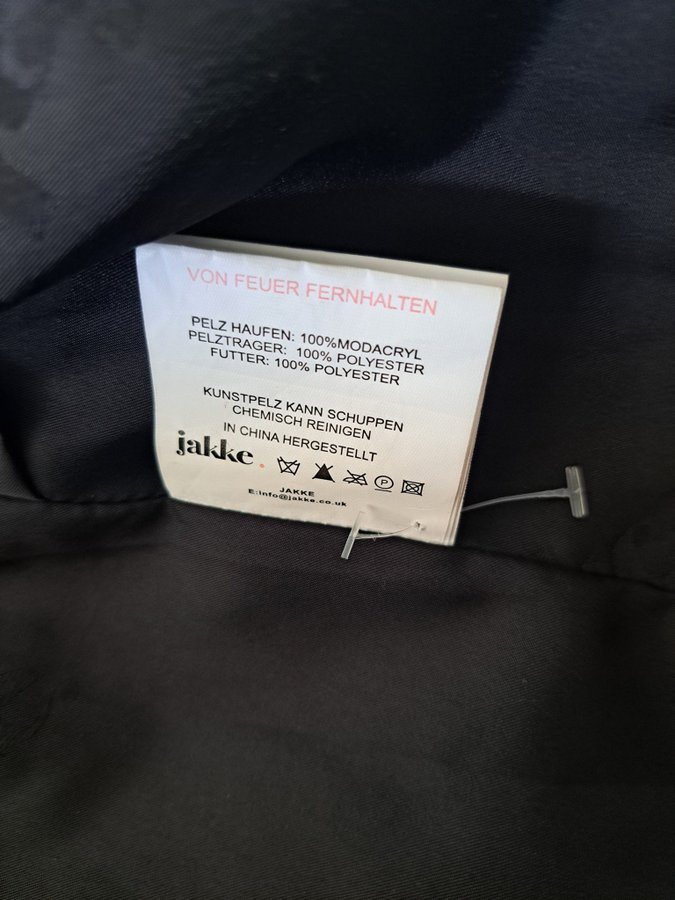 VON FEUER FERNHALTEN
PELZ HAUFEN: 100%MODACRYL
PELZTRAGER: 100% POLYESTER
FUTTER: 100% POLYESTER
KUNSTPELZ KANN SCHUPPEN
CHEMISCH REINIGEN
IN CHINA HERGESTELLT
jakke.
P
JAKKE
E:info@jakke.co.uk